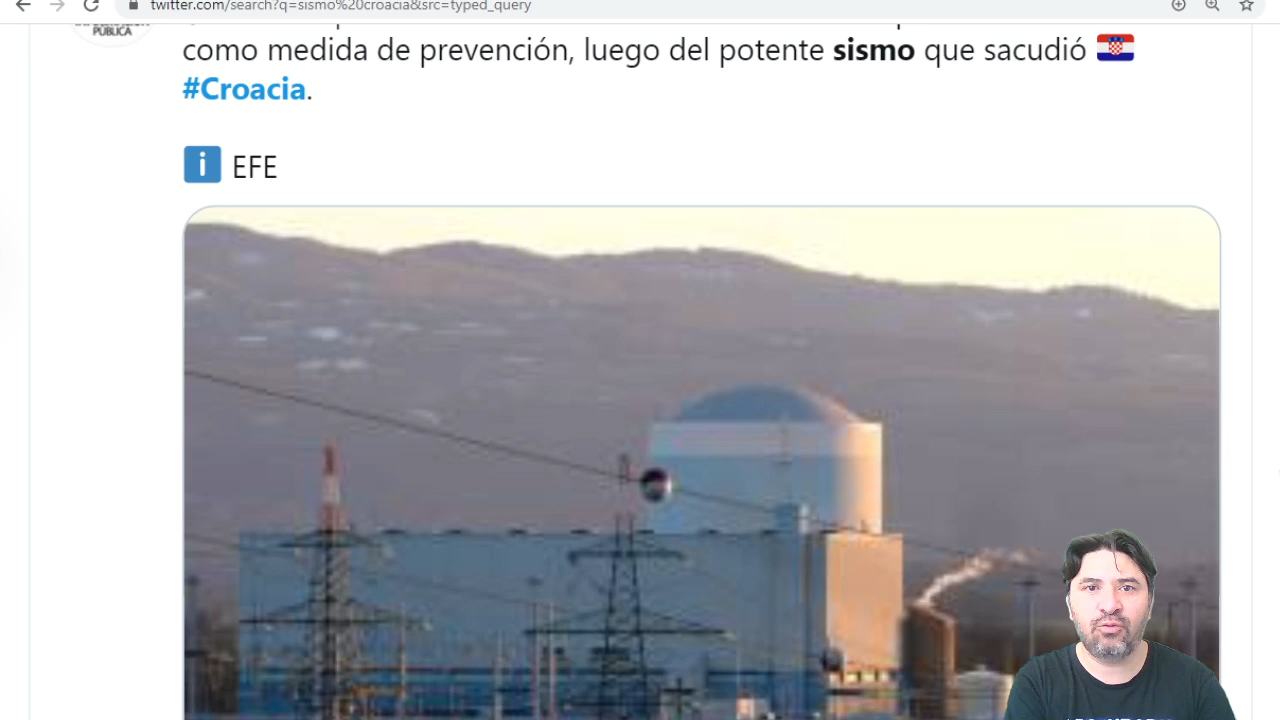 twitter.com/search?q=sismo%20croacia&src=typed_query
PÚBLICA
como medida de prevención, luego del potente sismo que sacudió
#Croacia.
i EFE